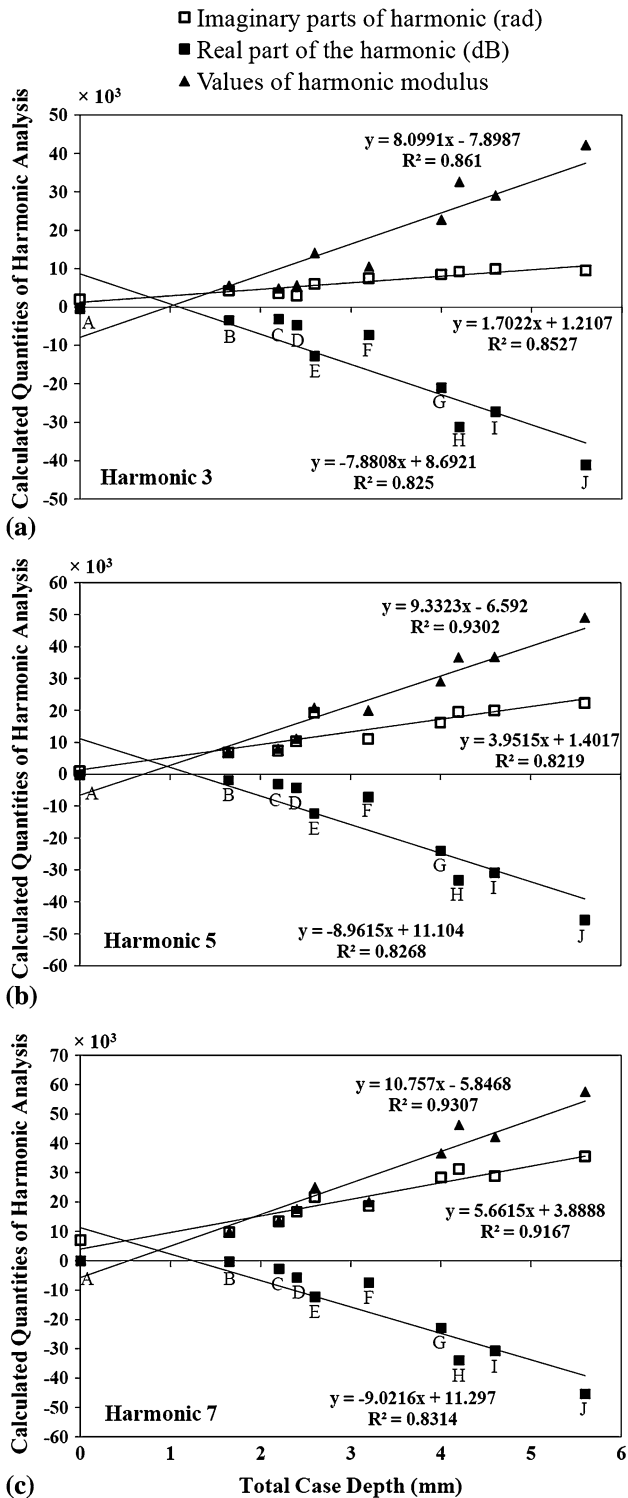 Imaginary parts of harmonic (rad)
Real part of the harmonic (dB)
Values of harmonic modulus
× 10³
Calculated Quantities of Harmonic Analysis
50
40
30
20
10
0
-10
-20
-30
-40
-50
y = 8.0991x - 7.8987
R² = 0.861
y = 1.7022x + 1.2107
R² = 0.8527
y = -7.8808x + 8.6921
R² = 0.825
A
B
C
D
E
F
G
H
I
J
Harmonic 3
(a)
× 10³
Calculated Quantities of Harmonic Analysis
60
50
40
30
20
10
0
-10
-20
-30
-40
-50
-60
y = 9.3323x - 6.592
R² = 0.9302
y = 3.9515x + 1.4017
R² = 0.8219
y = -8.9615x + 11.104
R² = 0.8268
A
B
C
D
E
F
G
H
I
J
Harmonic 5
(b)
× 10³
Calculated Quantities of Harmonic Analysis
70
60
50
40
30
20
10
0
-10
-20
-30
-40
-50
-60
y = 10.757x - 5.8468
R² = 0.9307
y = 5.6615x + 3.8888
R² = 0.9167
y = -9.0216x + 11.297
R² = 0.8314
A
B
C
D
E
F
G
H
I
J
Harmonic 7
0 1 2 3 4 5 6
(c)
Total Case Depth (mm)